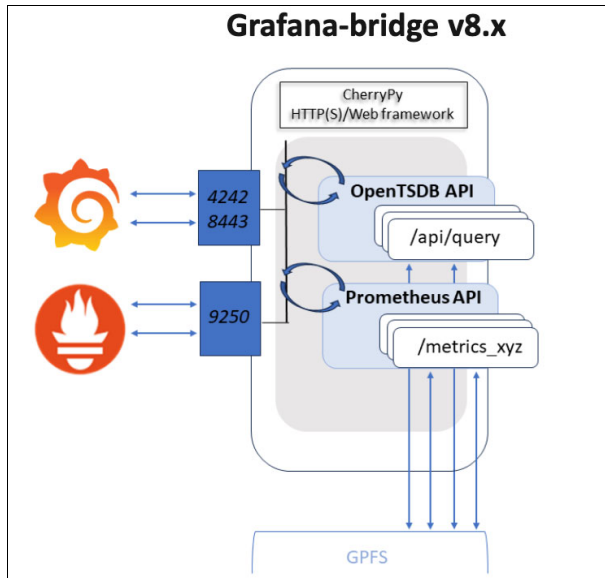 Grafana-bridge v8.x
CherryPy
HTTP(S)/Web framework
4242
8443
OpenTSDB API
/api/query
9250
Prometheus API
/metrics_xyz
GPFS